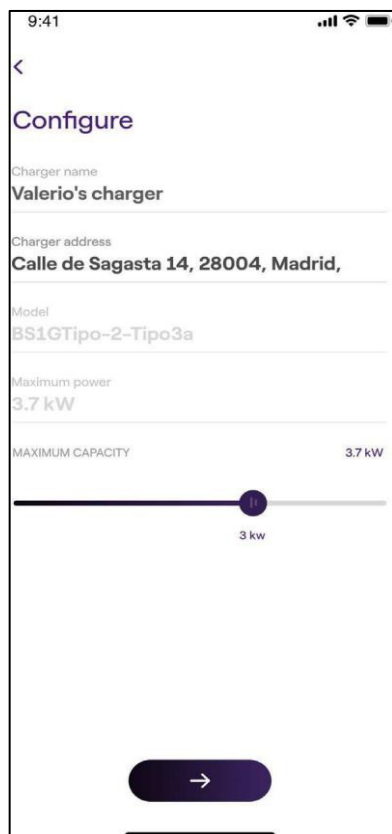 9:41
Configure
Charger name
Valerio's charger
Charger address
Calle de Sagasta 14, 28004, Madrid,
Model
BS1GTipo-2-Tipo3a
Maximum power
3.7 kW
MAXIMUM CAPACITY 3.7 kW
3 kw